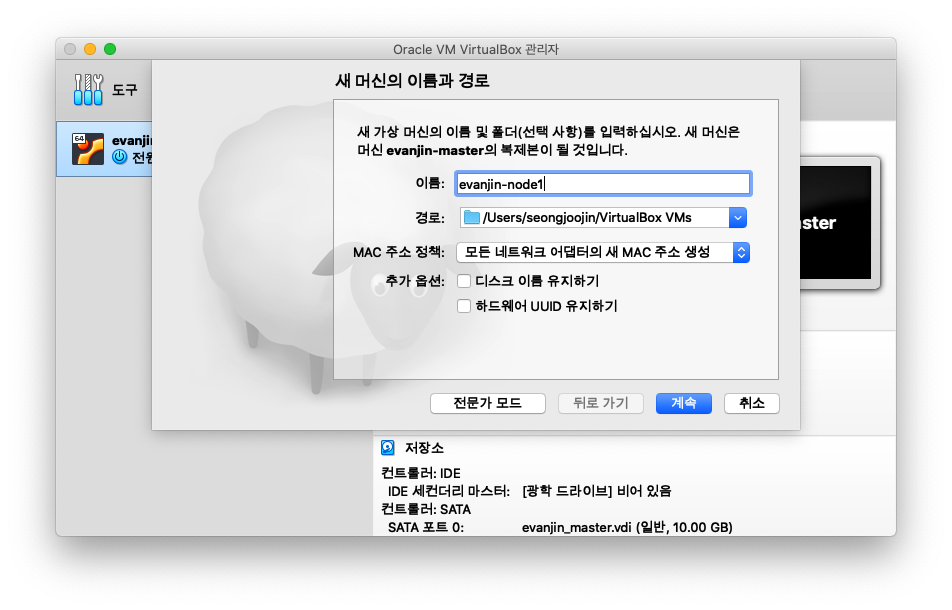 Oracle VM VirtualBox 관리자
도구
새 머신의 이름과 경로
64
새 가상 머신의 이름 및 폴더(선택 사항)를 입력하십시오. 새 머신은
머신 evanjin-master의 복제본이 될 것입니다.
이름: evanjin-node1
경로: /Users/seongjoojin/VirtualBox VMs
MAC 주소 정책: 모든 네트워크 어댑터의 새 MAC 주소 생성
추가 옵션: 디스크 이름 유지하기
하드웨어 UUID 유지하기
전문가 모드 뒤로 가기 계속 취소
저장소
컨트롤러: IDE
IDE 세컨더리 마스터: [광학 드라이브] 비어 있음
컨트롤러: SATA
SATA 포트 0: evanjin_master.vdi (일반, 10.00 GB)